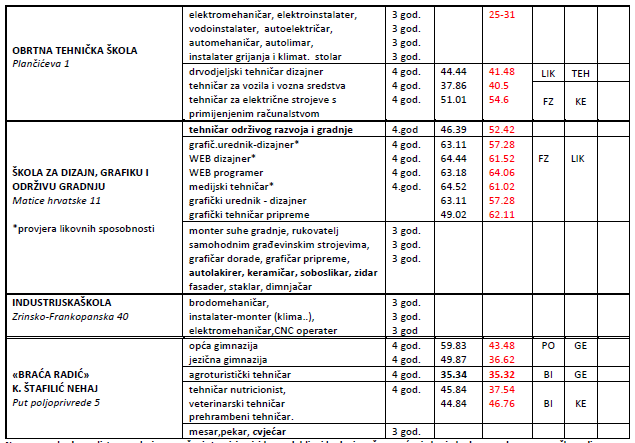 elektromehaničar, elektroinstalater, 3 god. 25-31
vodoinstalater, autoelektričar, 3 god.
automehaničar, autolimar, 3 god.
instalater grijanja i klimat. stolar 3 god.
OBRTNA TEHNIČKA ŠKOLA
Plančićeva 1
drvodjeljski tehničar dizajner 4 god. 44.44 41.48 LIK TEH
tehničar za vozila i vozna sredstva 4 god. 37.86 40.5
tehničar za električne strojeve s 4 god. 51.01 54.6 FZ KE
primijenjenim računalstvom
tehničar održivog razvoja i gradnje 4.god 46.39 52.42
ŠKOLA ZA DIZAJN, GRAFIKU I
ODRŽIVU GRADNJU
Matice hrvatske 11
*provjera likovnih sposobnosti
grafič.urednik-dizajner* 4 god. 63.11 57.28
WEB dizajner* 4 god. 64.44 61.52 FZ LIK
WEB programer 4 god. 63.18 64.06
medijski tehničar* 4.god. 64.52 61.02
grafički urednik - dizajner 63.11 57.28
grafički tehničar pripreme 49.02 62.11
monter suhe gradnje, rukovatelj 3 god.
samohodnim građevinskim strojevima, 3 god.
grafičar dorade, grafičar pripreme, 3 god.
autolakirer, keramičar, soboslikar, zidar
fasader, staklar, dimnjačar
INDUSTRIJSKAŠKOLA
Zrinsko-Frankopanska 40
brodomehaničar, 3 god.
instalater-monter (klima..), 3 god.
elektromehaničar,CNC operater 3 god
opća gimnazija 4 god. 59.83 43.48 PO GE
jezična gimnazija 4 god. 49.87 36.62
«BRAĆA RADIĆ»
K. ŠTAFILIĆ NEHAJ
Put poljoprivrede 5
agroturistički tehničar 4 god. 35.34 35.32 BI GE
tehničar nutricionist, 4 god. 45.84 37.54
veterinarski tehničar 44.84 46.76 BI KE
prehrambeni tehničar.
mesar,pekar, cvjećar 3 god.